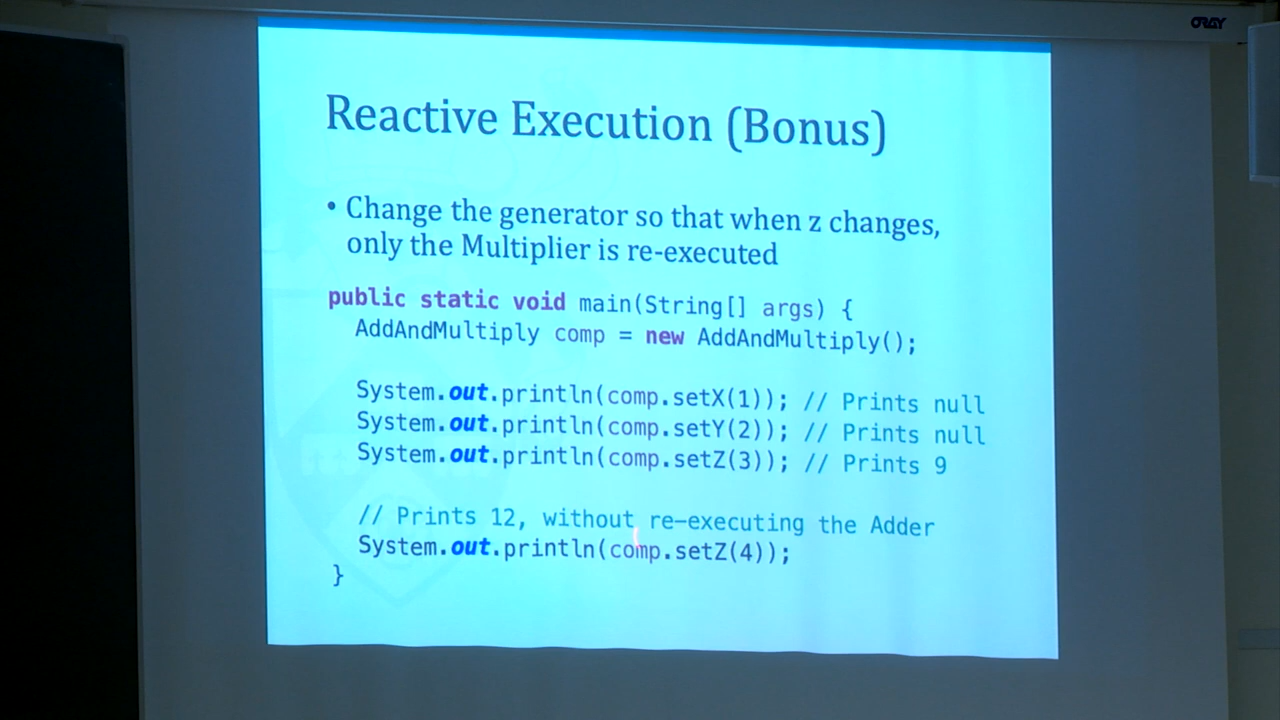 ORAY
Reactive Execution (Bonus)
• Change the generator so that when z changes,
only the Multiplier is re-executed
public static void main(String[] args) {
AddAndMultiply comp = new AddAndMultiply();
System.out.println(comp.setX(1)); // Prints null
System.out.println(comp.setY(2)); // Prints null
System.out.println(comp.setZ(3)); // Prints 9
// Prints 12, without re-executing the Adder
System.out.println(comp.setZ(4));
}